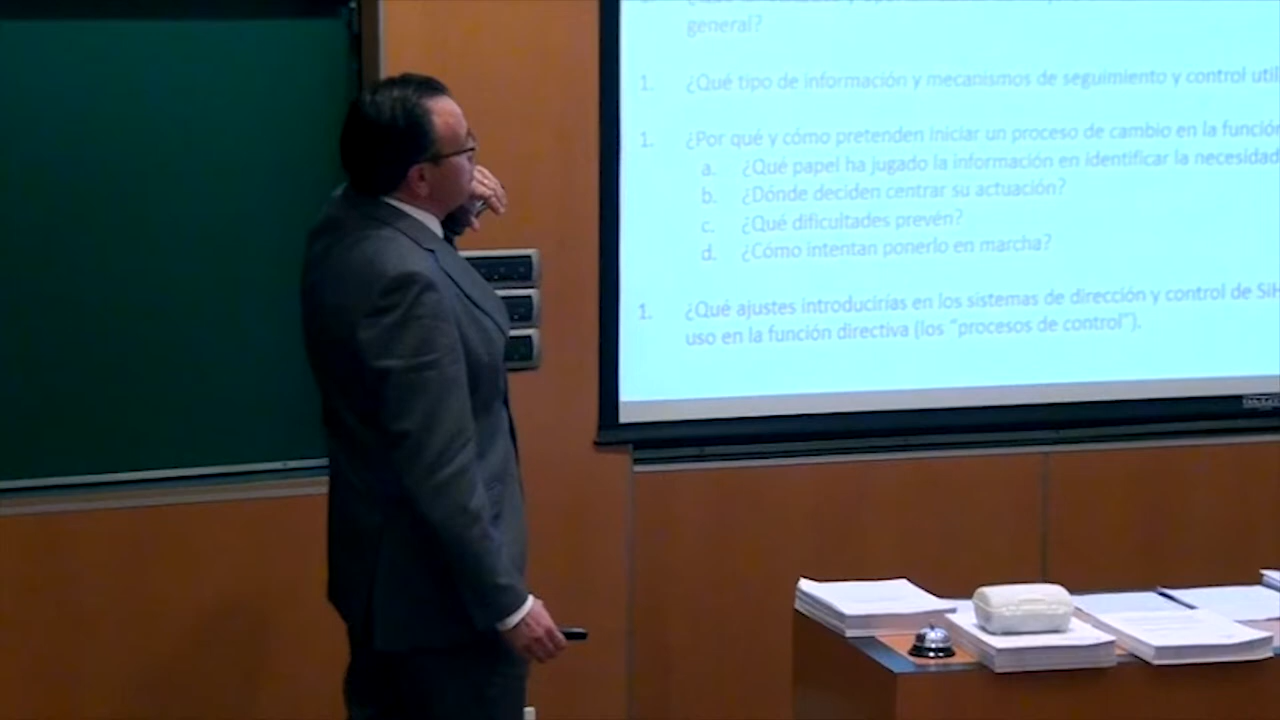 general?
1. ¿Qué tipo de información y mecanismos de seguimiento y control
1. ¿Por qué y cómo pretenden iniciar un proceso de cambio en la función
a. ¿Qué papel ha jugado la información en identificar la necesidad
b. ¿Dónde deciden centrar su actuación?
c. ¿Qué dificultades prevén?
d. ¿Cómo intentan ponerlo en marcha?
1. ¿Qué ajustes introducirías en los sistemas de dirección y control de
uso en la función directiva (los "procesos de control").